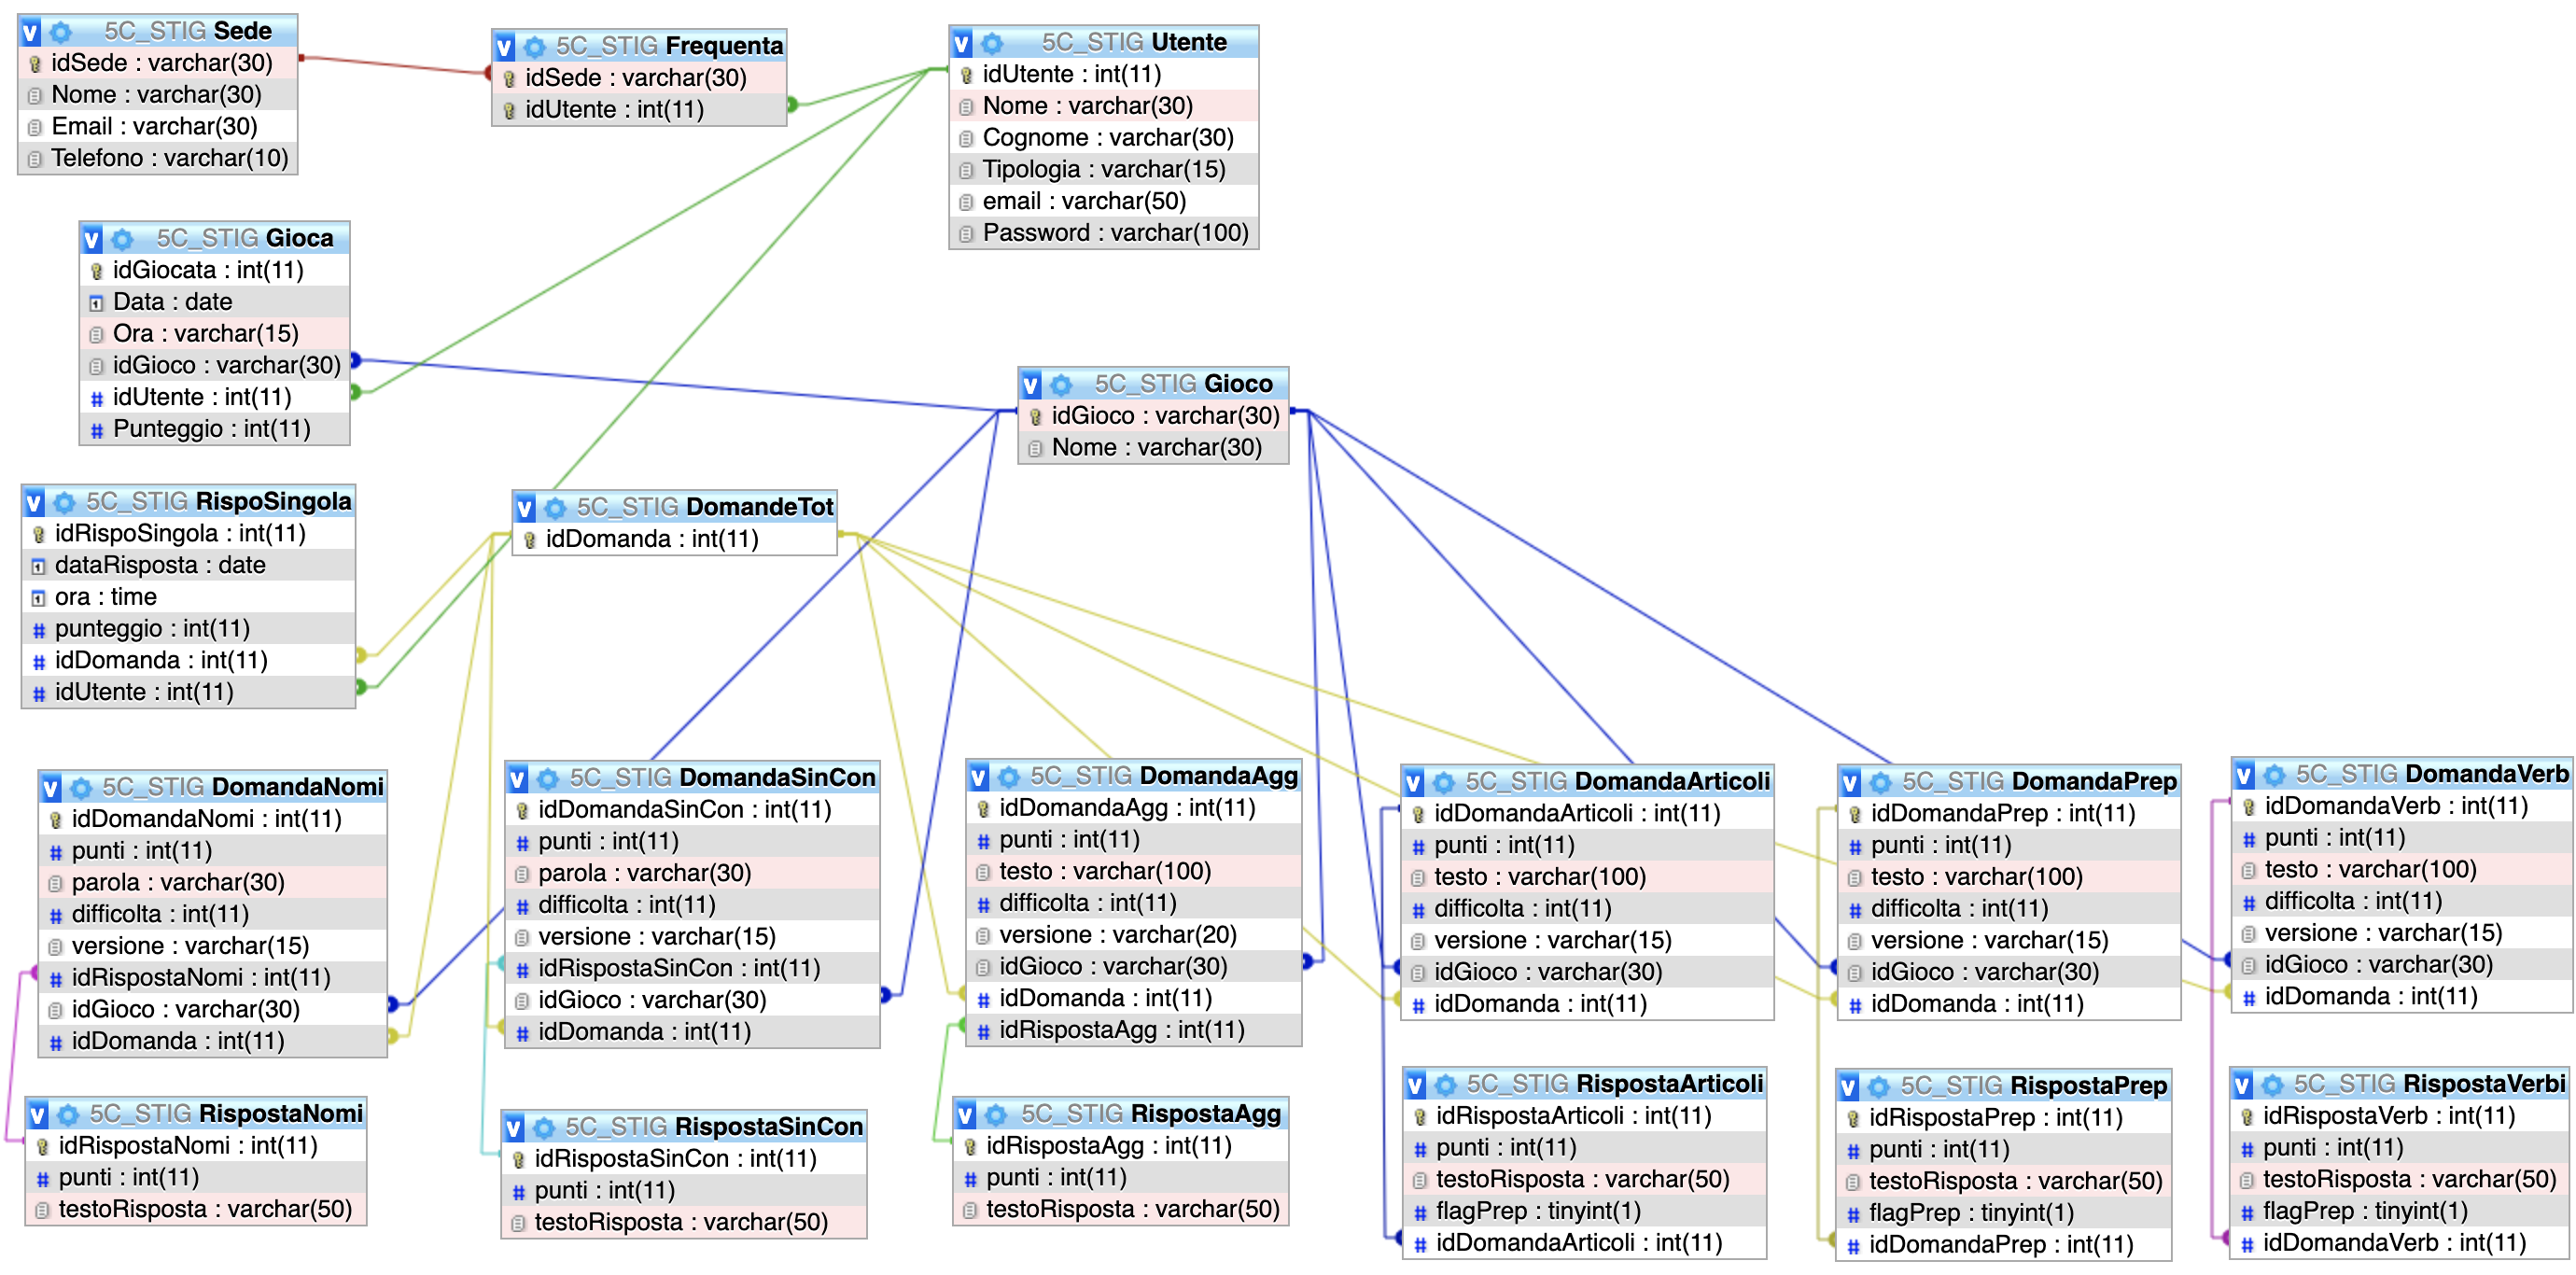 5C_STIG Sede
idSede : varchar(30)
Nome : varchar(30)
Email : varchar(30)
Telefono : varchar(10)
5C_STIG Frequenta
idSede : varchar(30)
idUtente : int(11)
5C_STIG Utente
idUtente : int(11)
Nome : varchar(30)
Cognome : varchar(30)
Tipologia : varchar(15)
email : varchar(50)
Password : varchar(100)
5C_STIG Gioca
idGiocata : int(11)
Data : date
Ora : varchar(15)
idGioco : varchar(30)
idUtente : int(11)
Punteggio : int(11)
5C_STIG Gioco
idGioco : varchar(30)
Nome : varchar(30)
5C_STIG RispoSingola
idRispoSingola : int(11)
dataRisposta : date
ora : time
punteggio : int(11)
idDomanda : int(11)
idUtente : int(11)
5C_STIG DomandeTot
idDomanda : int(11)
5C_STIG DomandaNomi
idDomandaNomi : int(11)
punti : int(11)
parola : varchar(30)
difficolta : int(11)
versione : varchar(15)
idRispostaNomi : int(11)
idGioco : varchar(30)
idDomanda : int(11)
5C_STIG DomandaSinCon
idDomandaSinCon : int(11)
punti : int(11)
parola : varchar(30)
difficolta : int(11)
versione : varchar(15)
idRispostaSinCon : int(11)
idGioco : varchar(30)
idDomanda : int(11)
5C_STIG DomandaAgg
idDomandaAgg : int(11)
punti : int(11)
testo : varchar(100)
difficolta : int(11)
versione : varchar(20)
idGioco : varchar(30)
idDomanda : int(11)
idRispostaAgg : int(11)
5C_STIG DomandaArticoli
idDomandaArticoli : int(11)
punti : int(11)
testo : varchar(100)
difficolta : int(11)
versione : varchar(15)
idGioco : varchar(30)
idDomanda : int(11)
5C_STIG DomandaPrep
idDomandaPrep : int(11)
punti : int(11)
testo : varchar(100)
difficolta : int(11)
versione : varchar(15)
idGioco : varchar(30)
idDomanda : int(11)
5C_STIG DomandaVerb
idDomandaVerb : int(11)
punti : int(11)
testo : varchar(100)
difficolta : int(11)
versione : varchar(15)
idGioco : varchar(30)
idDomanda : int(11)
5C_STIG RispostaNomi
idRispostaNomi : int(11)
punti : int(11)
testoRisposta : varchar(50)
5C_STIG RispostaSinCon
idRispostaSinCon : int(11)
punti : int(11)
testoRisposta : varchar(50)
5C_STIG RispostaAgg
idRispostaAgg : int(11)
punti : int(11)
testoRisposta : varchar(50)
5C_STIG RispostaArticoli
idRispostaArticoli : int(11)
punti : int(11)
testoRisposta : varchar(50)
flagPrep : tinyint(1)
idDomandaArticoli : int(11)
5C_STIG RispostaPrep
idRispostaPrep : int(11)
punti : int(11)
testoRisposta : varchar(50)
flagPrep : tinyint(1)
idDomandaPrep : int(11)
5C_STIG RispostaVerbi
idRispostaVerb : int(11)
punti : int(11)
testoRisposta : varchar(50)
flagPrep : tinyint(1)
idDomandaVerb : int(11)